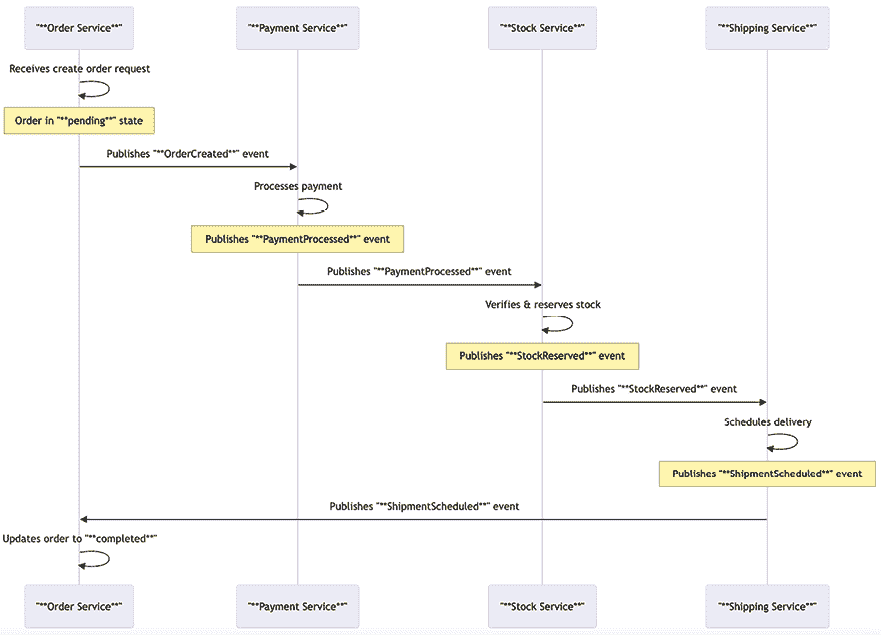 "**Order Service**"
"**Payment Service**"
"**Stock Service**"
"**Shipping Service**"
Receives create order request
Order in "**pending**" state
Publishes "**OrderCreated**" event
Processes payment
Publishes "**PaymentProcessed**" event
Publishes "**PaymentProcessed**" event
Verifies & reserves stock
Publishes "**StockReserved**" event
Publishes "**StockReserved**" event
Schedules delivery
Publishes "**ShipmentScheduled**" event
Publishes "**ShipmentScheduled**" event
Updates order to "**completed**"
"**Order Service**"
"**Payment Service**"
"**Stock Service**"
"**Shipping Service**"